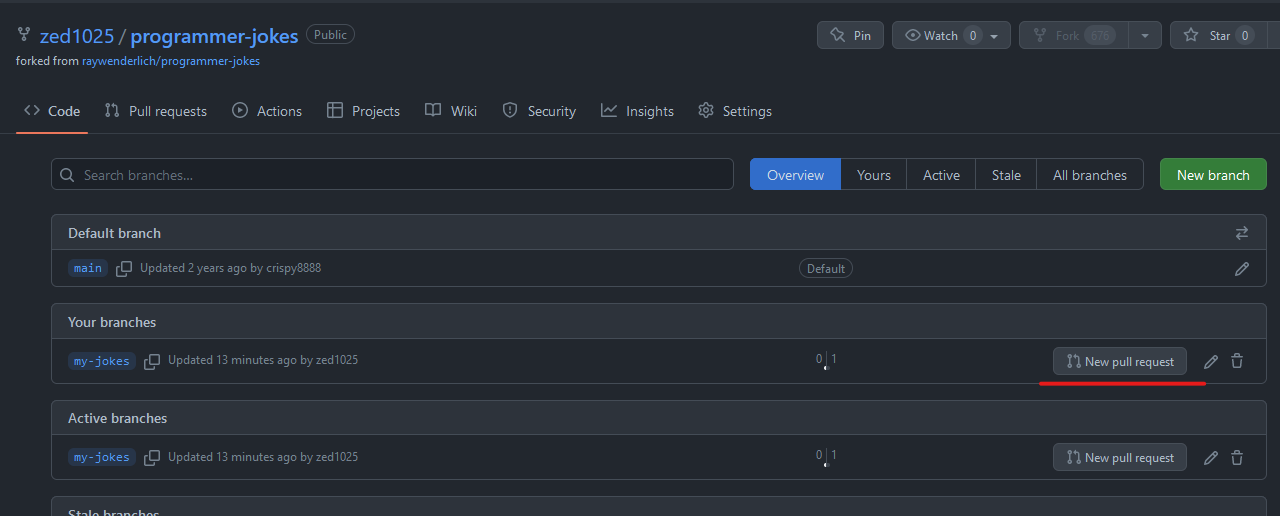 zed1025 / programmer-jokes Public Pin Watch 0 Fork 676 Star 0
forked from raywenderlich/programmer-jokes
Code Pull requests Actions Projects Wiki Security Insights Settings
Search branches... Overview Yours Active Stale All branches New branch
Default branch
main Updated 2 years ago by crispy8888 Default
Your branches
my-jokes Updated 13 minutes ago by zed1025 0 1 New pull request
Active branches
my-jokes Updated 13 minutes ago by zed1025 0 1 New pull request
Stale branches